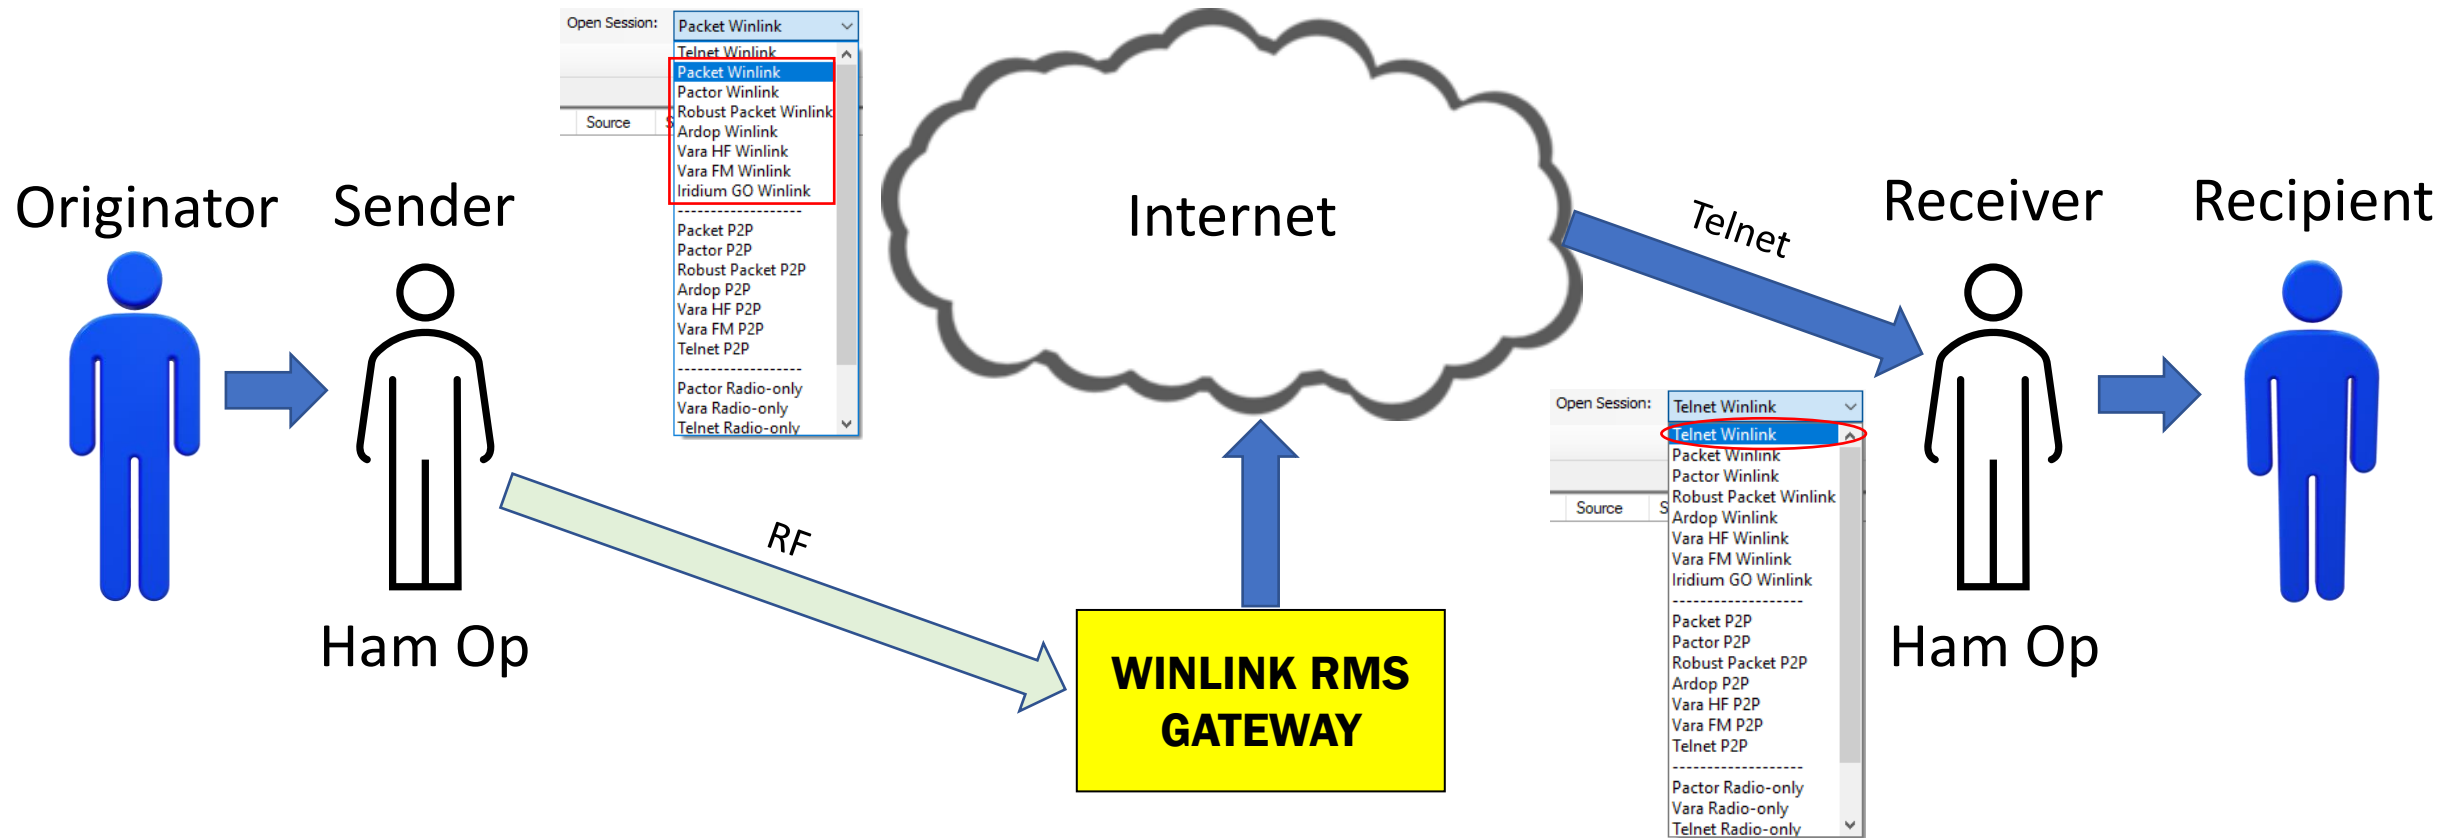 Originator
Sender
Ham Op
Open Session:
Packet Winlink
Telnet Winlink
Packet Winlink
Pactor Winlink
Robust Packet Winlink
Ardop Winlink
Vara HF Winlink
Vara FM Winlink
Iridium GO Winlink
-------------------
Packet P2P
Pactor P2P
Robust Packet P2P
Ardop P2P
Vara HF P2P
Vara FM P2P
Telnet P2P
-------------------
Pactor Radio-only
Vara Radio-only
Telnet Radio-only
Source
S
RF
Internet
WINLINK RMS
GATEWAY
Telnet
Open Session:
Telnet Winlink
Telnet Winlink
Packet Winlink
Pactor Winlink
Robust Packet Winlink
Ardop Winlink
Vara HF Winlink
Vara FM Winlink
Iridium GO Winlink
-------------------
Packet P2P
Pactor P2P
Robust Packet P2P
Ardop P2P
Vara HF P2P
Vara FM P2P
Telnet P2P
-------------------
Pactor Radio-only
Vara Radio-only
Telnet Radio-only
Source
S
Receiver
Ham Op
Recipient